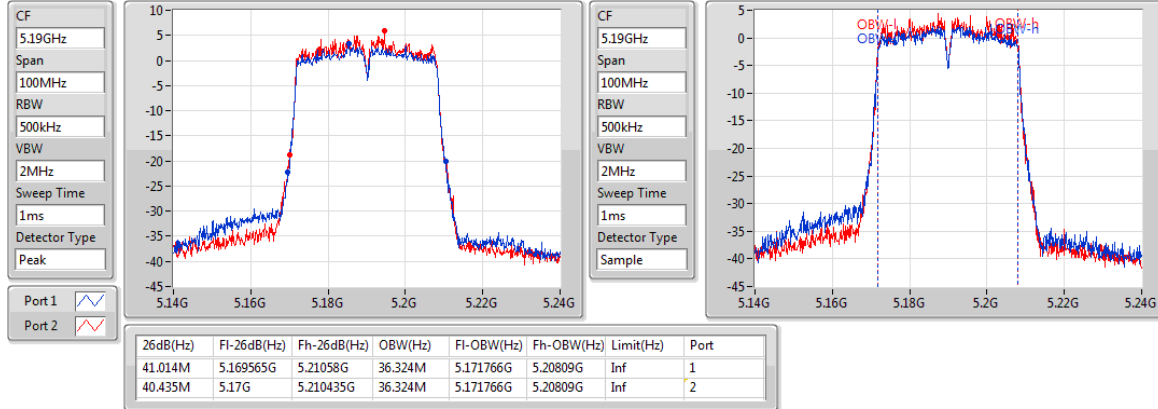 CF
5.19GHz
Span
100MHz
RBW
500kHz
VBW
2MHz
Sweep Time
1ms
Detector Type
Peak
Port 1
Port 2
10
5
0
-5
-10
-15
-20
-25
-30
-35
-40
-45
5.14G 5.16G 5.18G 5.2G 5.22G 5.24G
CF
5.19GHz
Span
100MHz
RBW
500kHz
VBW
2MHz
Sweep Time
1ms
Detector Type
Sample
5
0
-5
-10
-15
-20
-25
-30
-35
-40
-45
OBW-l OBW-h
5.14G 5.16G 5.18G 5.2G 5.22G 5.24G
26dB(Hz) Fl-26dB(Hz) Fh-26dB(Hz) OBW(Hz) Fl-OBW(Hz) Fh-OBW(Hz) Limit(Hz) Port
41.014M 5.169565G 5.21058G 36.324M 5.171766G 5.20809G Inf 1
40.435M 5.17G 5.210435G 36.324M 5.171766G 5.20809G Inf 2